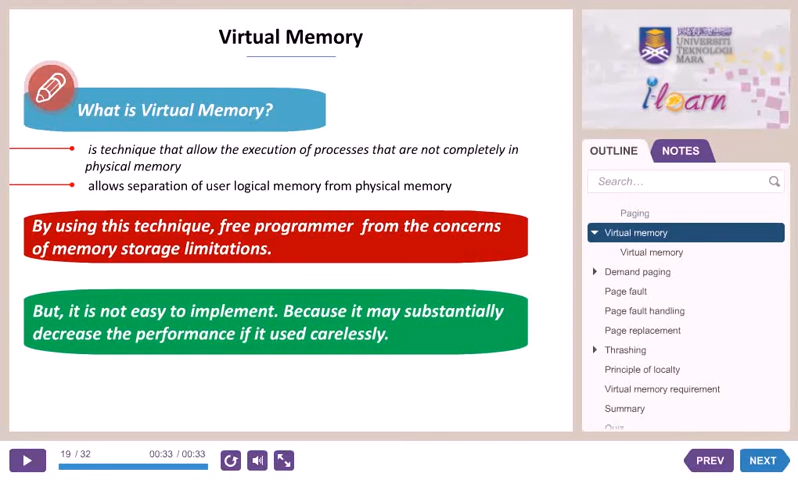 Virtual Memory
What is Virtual Memory?
is technique that allow the execution of processes that are not completely in
physical memory
allows separation of user logical memory from physical memory
By using this technique, free programmer from the concerns
of memory storage limitations.
But, it is not easy to implement. Because it may substantially
decrease the performance if it used carelessly.
19 / 32
00:33 / 00:33
UNIVERSITI
TEKNOLOGI
MARA
i-learn
OUTLINE
NOTES
Search...
Paging
Virtual memory
Virtual memory
Demand paging
Page fault
Page fault handling
Page replacement
Thrashing
Principle of locality
Virtual memory requirement
Summary
Quiz
PREV
NEXT